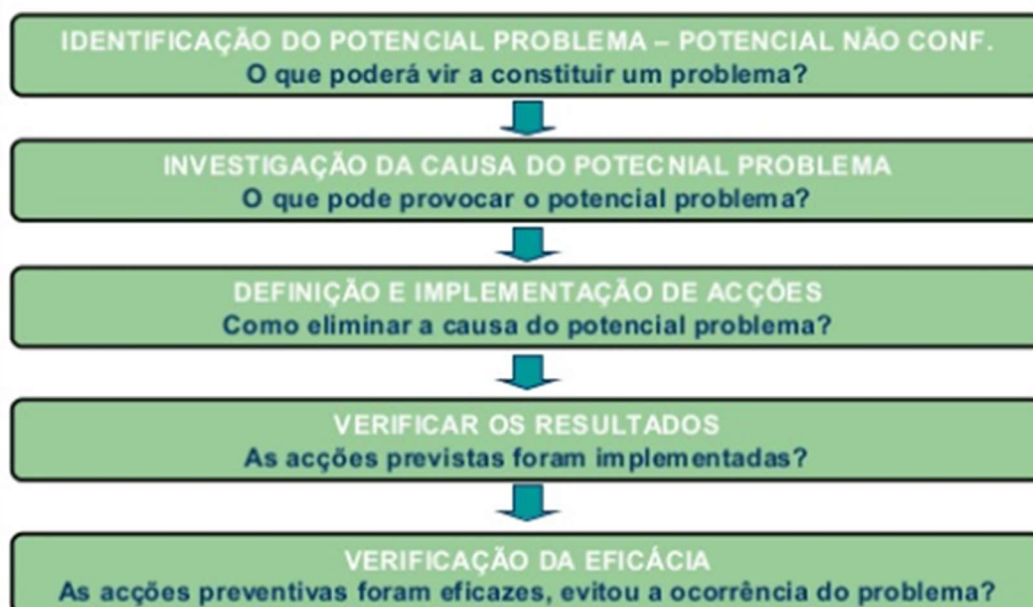 IDENTIFICAÇÃO DO POTENCIAL PROBLEMA – POTENCIAL NÃO CONF.
O que poderá vir a constituir um problema?
INVESTIGAÇÃO DA CAUSA DO POTECNIAL PROBLEMA
O que pode provocar o potencial problema?
DEFINIÇÃO E IMPLEMENTAÇÃO DE ACÇÕES
Como eliminar a causa do potencial problema?
VERIFICAR OS RESULTADOS
As acções previstas foram implementadas?
VERIFICAÇÃO DA EFICÁCIA
As acções preventivas foram eficazes, evitou a ocorrência do problema?